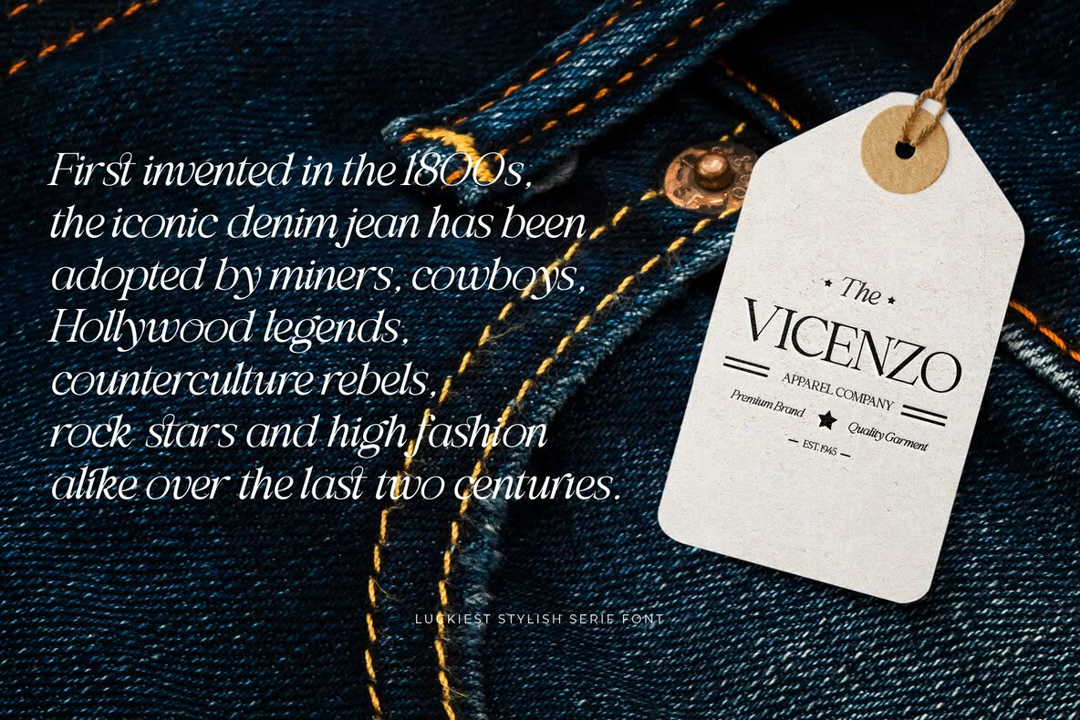 First invented in the 1800s,
the iconic denim jean has been
adopted by miners, cowboys,
Hollywood legends,
counterculture rebels,
rock stars and high fashion
alike over the last two centuries.
The
VICENZO
APPAREL COMPANY
Premium Brand
Quality Garment
EST.1945
LUCKIEST STYLISH SERIF FONT